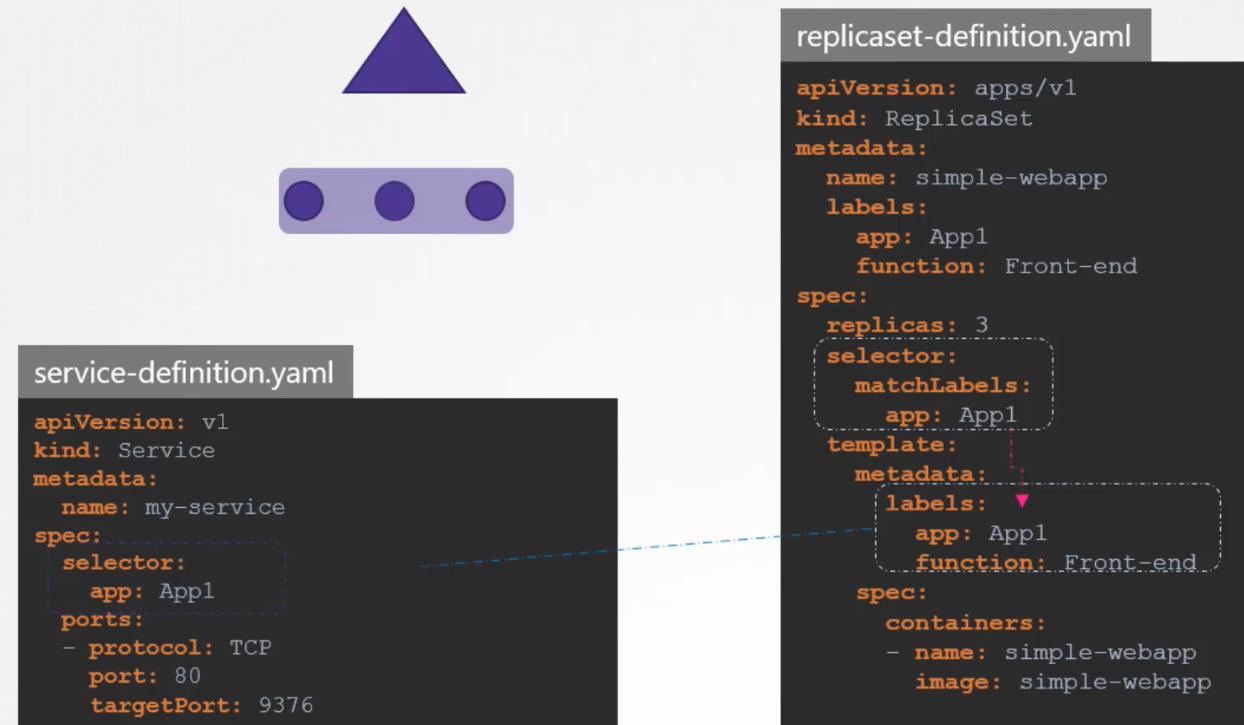 replicaset-definition.yaml
apiVersion: apps/v1
kind: ReplicaSet
metadata:
  name: simple-webapp
  labels:
    app: App1
    function: Front-end
spec:
  replicas: 3
  selector:
    matchLabels:
      app: App1
  template:
    metadata:
      labels:
        app: App1
        function: Front-end
    spec:
      containers:
      - name: simple-webapp
        image: simple-webapp
service-definition.yaml
apiVersion: v1
kind: Service
metadata:
  name: my-service
spec:
  selector:
    app: App1
  ports:
  - protocol: TCP
    port: 80
    targetPort: 9376